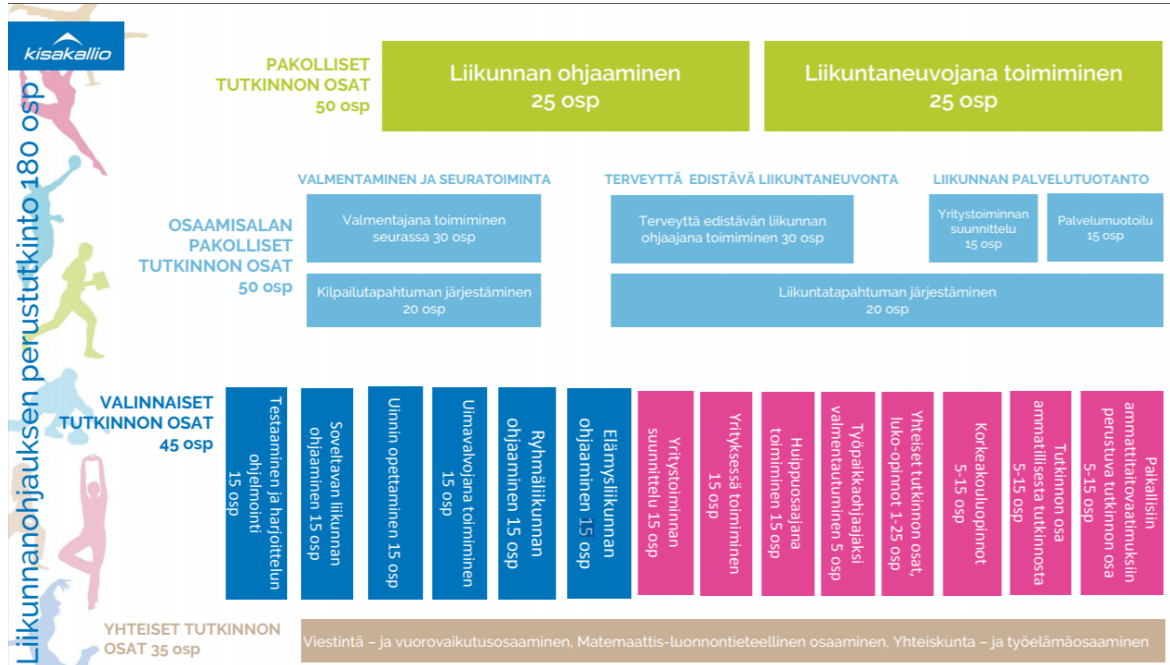 kisakallio
Liikunnanohjauksen perustutkinto 180 osp
PAKOLLISET
TUTKINNON OSAT
50 osp
Liikunnan ohjaaminen
25 osp
Liikuntaneuvojana toimiminen
25 osp
OSAAMISALAN
PAKOLLISET
TUTKINNON OSAT
50 osp
VALMENTAMINEN JA SEURATOIMINTA
Valmentajana toimiminen
seurassa 30 osp
Kilpailutapahtuman järjestäminen
20 osp
TERVEYTTÄ EDISTÄVÄ LIIKUNTANEUVONTA
Terveyttä edistävän liikunnan
ohjaajana toimiminen 30 osp
LIIKUNNAN PALVELUTUOTANTO
Yritystoiminnan
suunnittelu
15 osp
Palvelumuotoilu
15 osp
Liikuntatapahtuman järjestäminen
20 osp
VALINNAISET
TUTKINNON OSAT
45 osp
Testaaminen ja harjoittelun
ohjelmointi
15 osp
Soveltavan liikunnan
ohjaaminen 15 osp
Uinnin opettaminen 15 osp
Uimavalvojana toimiminen
15 osp
Ryhmäliikunnan
ohjaaminen 15 osp
Elämysliikunnan
ohjaaminen 15 osp
Yritystoiminnan
suunnittelu 15 osp
Yrityksessä toimiminen
15 osp
Huippuosaajana
toimiminen 15 osp
Työpaikkaohjaajaksi
valmentautuminen 5 osp
Yhteiset tutkinnon osat,
luko-opinnot 1-25 osp
Korkeakouluopinnot
5-15 osp
Tutkinnon osa
ammatillisesta tutkinnosta
5-15 osp
Pakallisiin
ammattitaitovaatimuksiin
perustuva tutkinnon osa
5-15 osp
YHTEISET TUTKINNON
OSAT 35 osp
Viestintä – ja vuorovaikutusosaaminen, Matemaattis-luonnontieteellinen osaaminen, Yhteiskunta – ja työelämäosaaminen